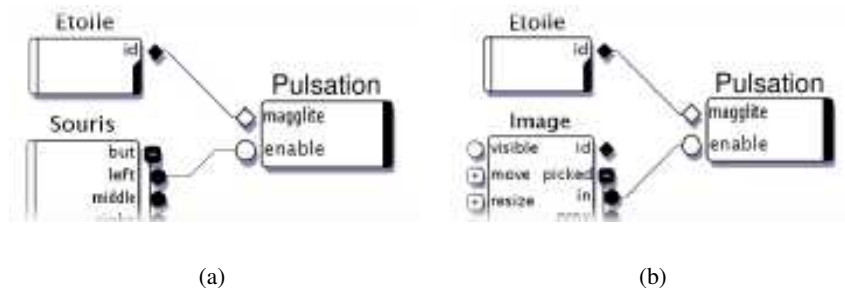 Etoile
id
Pulsation
magglite
enable
Souris
but
left
middle
(a)
Etoile
id
Pulsation
magglite
enable
Image
visible id
move picked
resize in
(b)